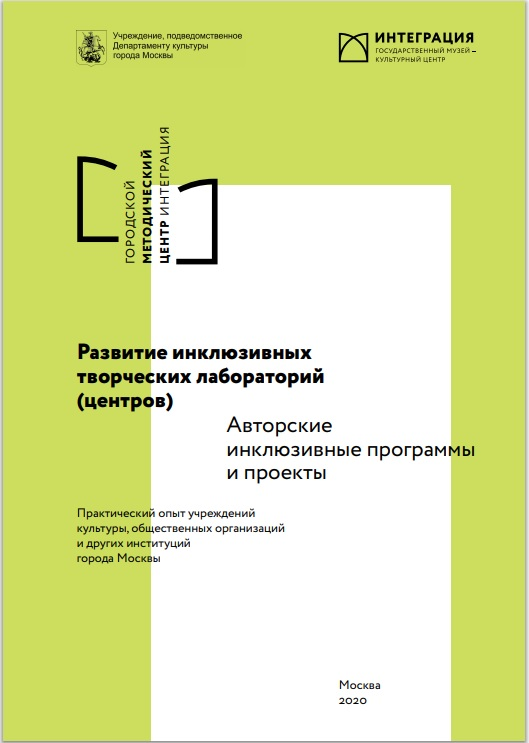 Учреждение, подведомственное
Департаменту культуры
города Москвы
ИНТЕГРАЦИЯ
ГОСУДАРСТВЕННЫЙ МУЗЕЙ –
КУЛЬТУРНЫЙ ЦЕНТР
ГОРОДСКОЙ
МЕТОДИЧЕСКИЙ
ЦЕНТР ИНТЕГРАЦИЯ
Развитие инклюзивных
творческих лабораторий
(центров)
Авторские
инклюзивные программы
и проекты
Практический опыт учреждений
культуры, общественных организаций
и других институций
города Москвы
Москва
2020